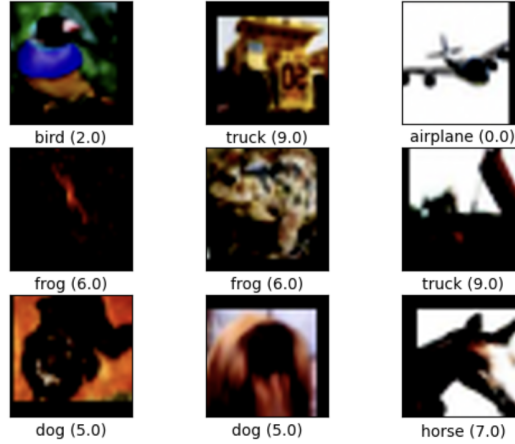 bird (2.0)
truck (9.0)
airplane (0.0)
frog (6.0)
frog (6.0)
truck (9.0)
dog (5.0)
dog (5.0)
horse (7.0)